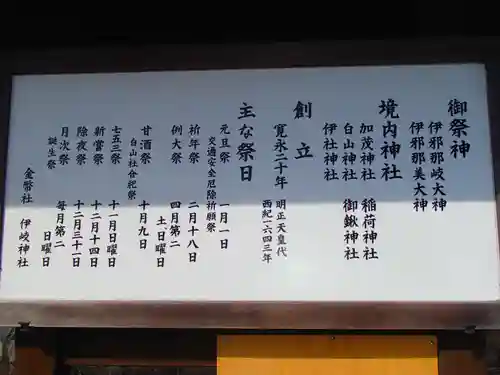 御祭神
伊邪那岐大神
伊邪那美大神
境内神社
加茂神社 稲荷神社
白山神社 御鍬神社
伊社神社
創立
寛永二十年 明正天皇代
西紀一六四三年
主な祭日
元旦祭 一月一日
交通安全厄除祈願祭
祈年祭 二月十八日
例大祭 四月第二
土、日曜日
甘酒祭 十月九日
白山社合祀祭
七五三祭 十一月日曜日
新嘗祭 十二月十四日
除夜祭 十二月三十一日
月次祭 毎月第二
誕生祭 日曜日
金幣社 伊岐神社